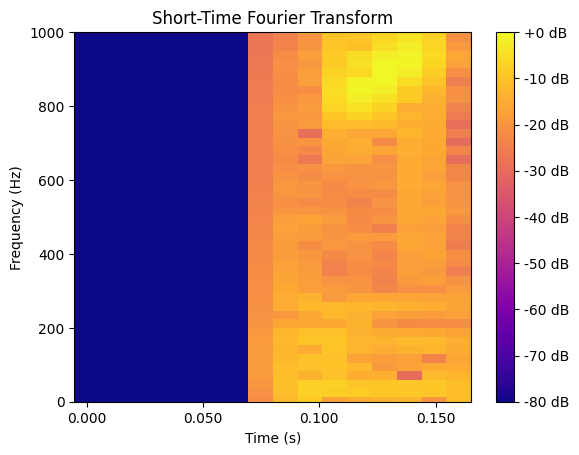 Short-Time Fourier Transform
Frequency (Hz)
1000
800
600
400
200
0
0.000
0.050
0.100
0.150
Time (s)
+0 dB
-10 dB
-20 dB
-30 dB
-40 dB
-50 dB
-60 dB
-70 dB
-80 dB